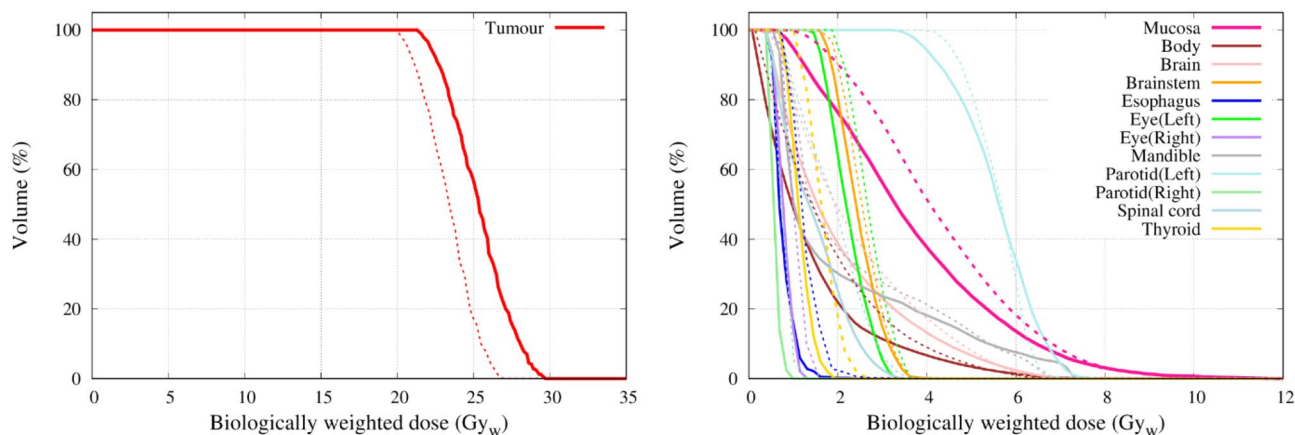 Tumour
Volume (%)
100
80
60
40
20
0
0 5 10 15 20 25 30 35
Biologically weighted dose (Gyw)
Mucosa
Body
Brain
Brainstem
Esophagus
Eye(Left)
Eye(Right)
Mandible
Parotid(Left)
Parotid(Right)
Spinal cord
Thyroid
Volume (%)
100
80
60
40
20
0
0 2 4 6 8 10 12
Biologically weighted dose (Gyw)